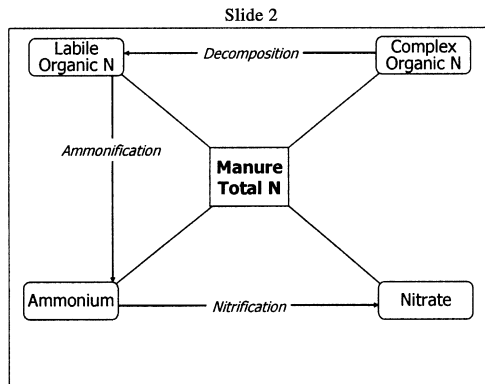 Slide 2
Labile
Organic N
Decomposition
Complex
Organic N
Ammonification
Manure
Total N
Ammonium
Nitrification
Nitrate